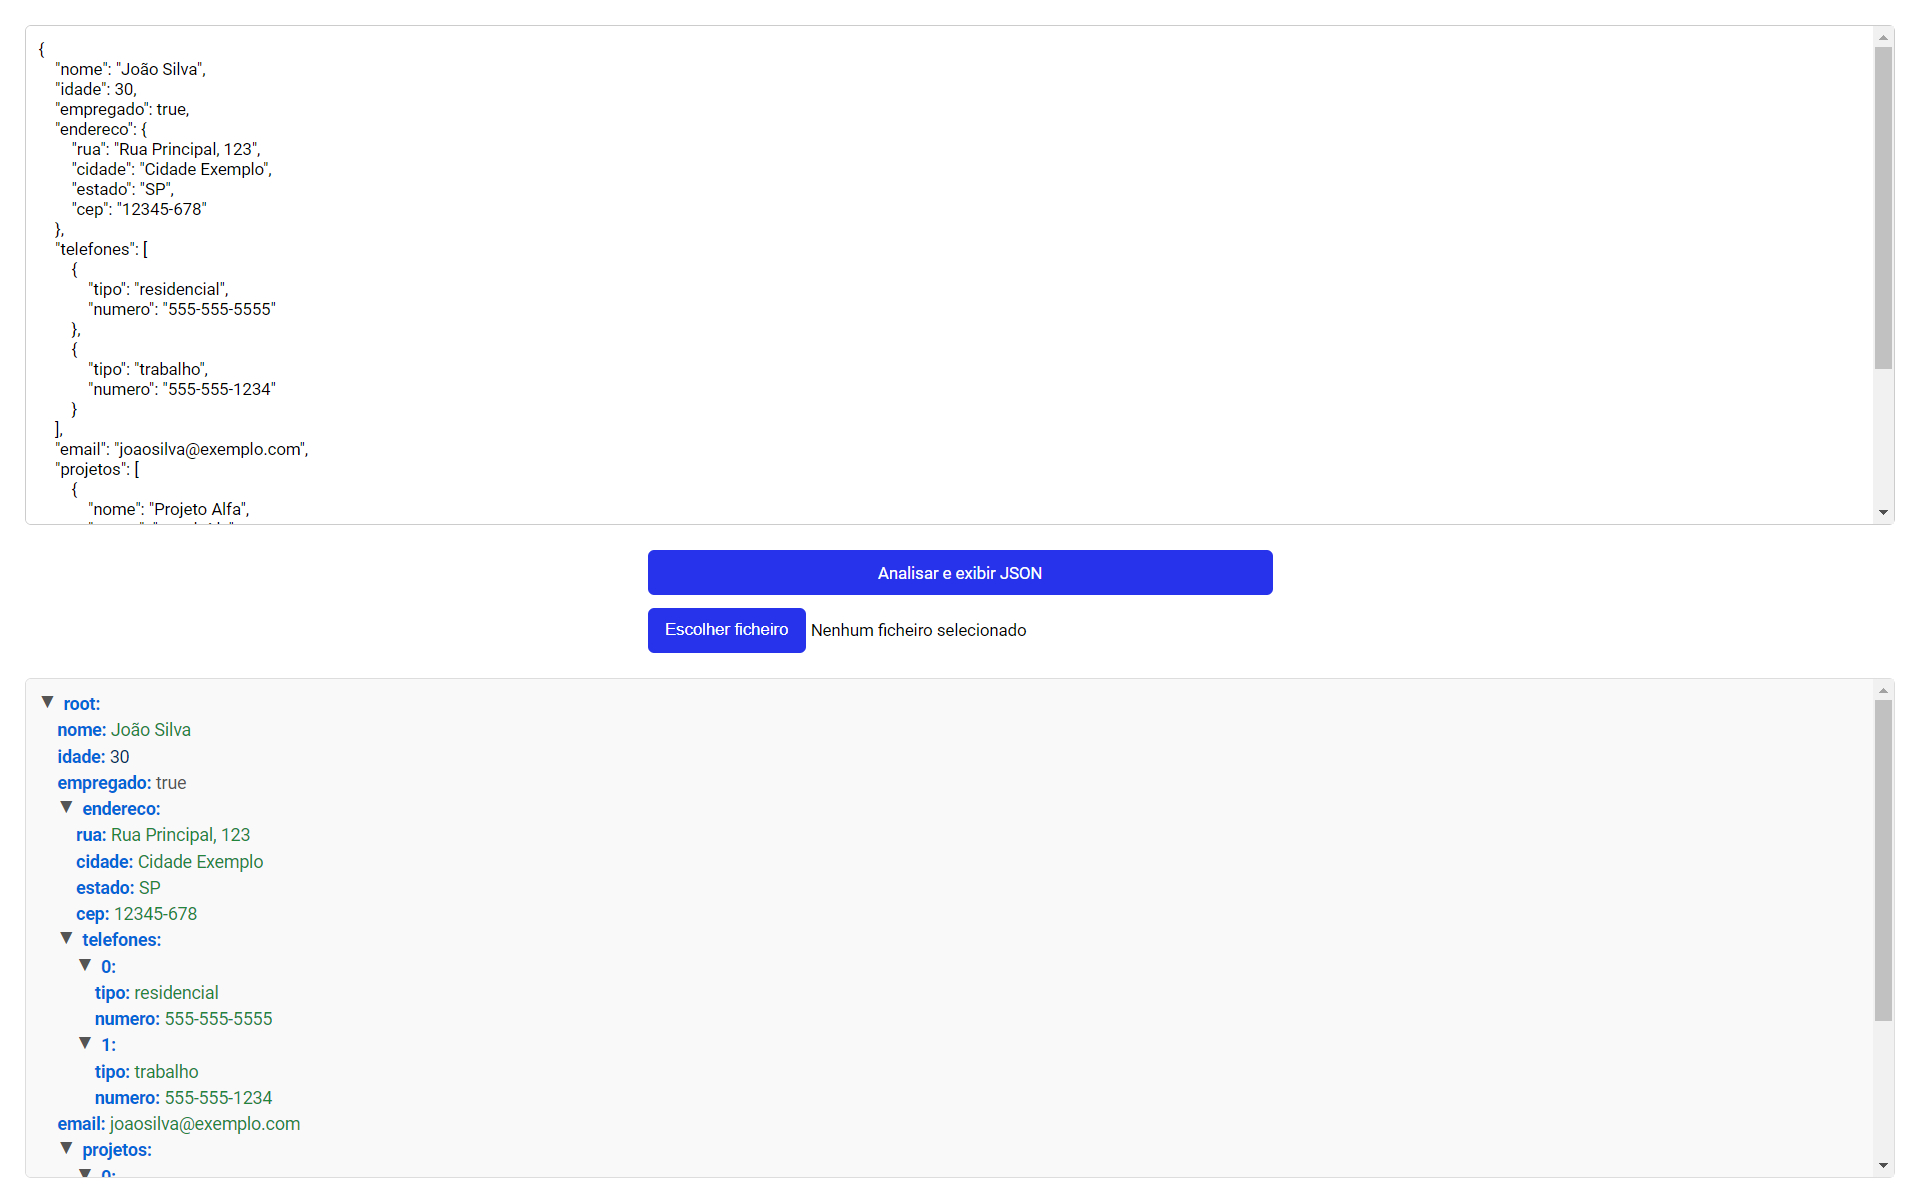 {
"nome": "João Silva",
"idade": 30,
"empregado": true,
"endereco": {
"rua": "Rua Principal, 123",
"cidade": "Cidade Exemplo",
"estado": "SP",
"cep": "12345-678"
},
"telefones": [
{
"tipo": "residencial",
"numero": "555-555-5555"
},
{
"tipo": "trabalho",
"numero": "555-555-1234"
}
],
"email": "joaosilva@exemplo.com",
"projetos": [
{
"nome": "Projeto Alfa",
Analisar e exibir JSON
Escolher ficheiro Nenhum ficheiro selecionado
▼ root:
nome: João Silva
idade: 30
empregado: true
▼ endereco:
rua: Rua Principal, 123
cidade: Cidade Exemplo
estado: SP
cep: 12345-678
▼ telefones:
▼ 0:
tipo: residencial
numero: 555-555-5555
▼ 1:
tipo: trabalho
numero: 555-555-1234
email: joaosilva@exemplo.com
▼ projetos:
▼ 0: